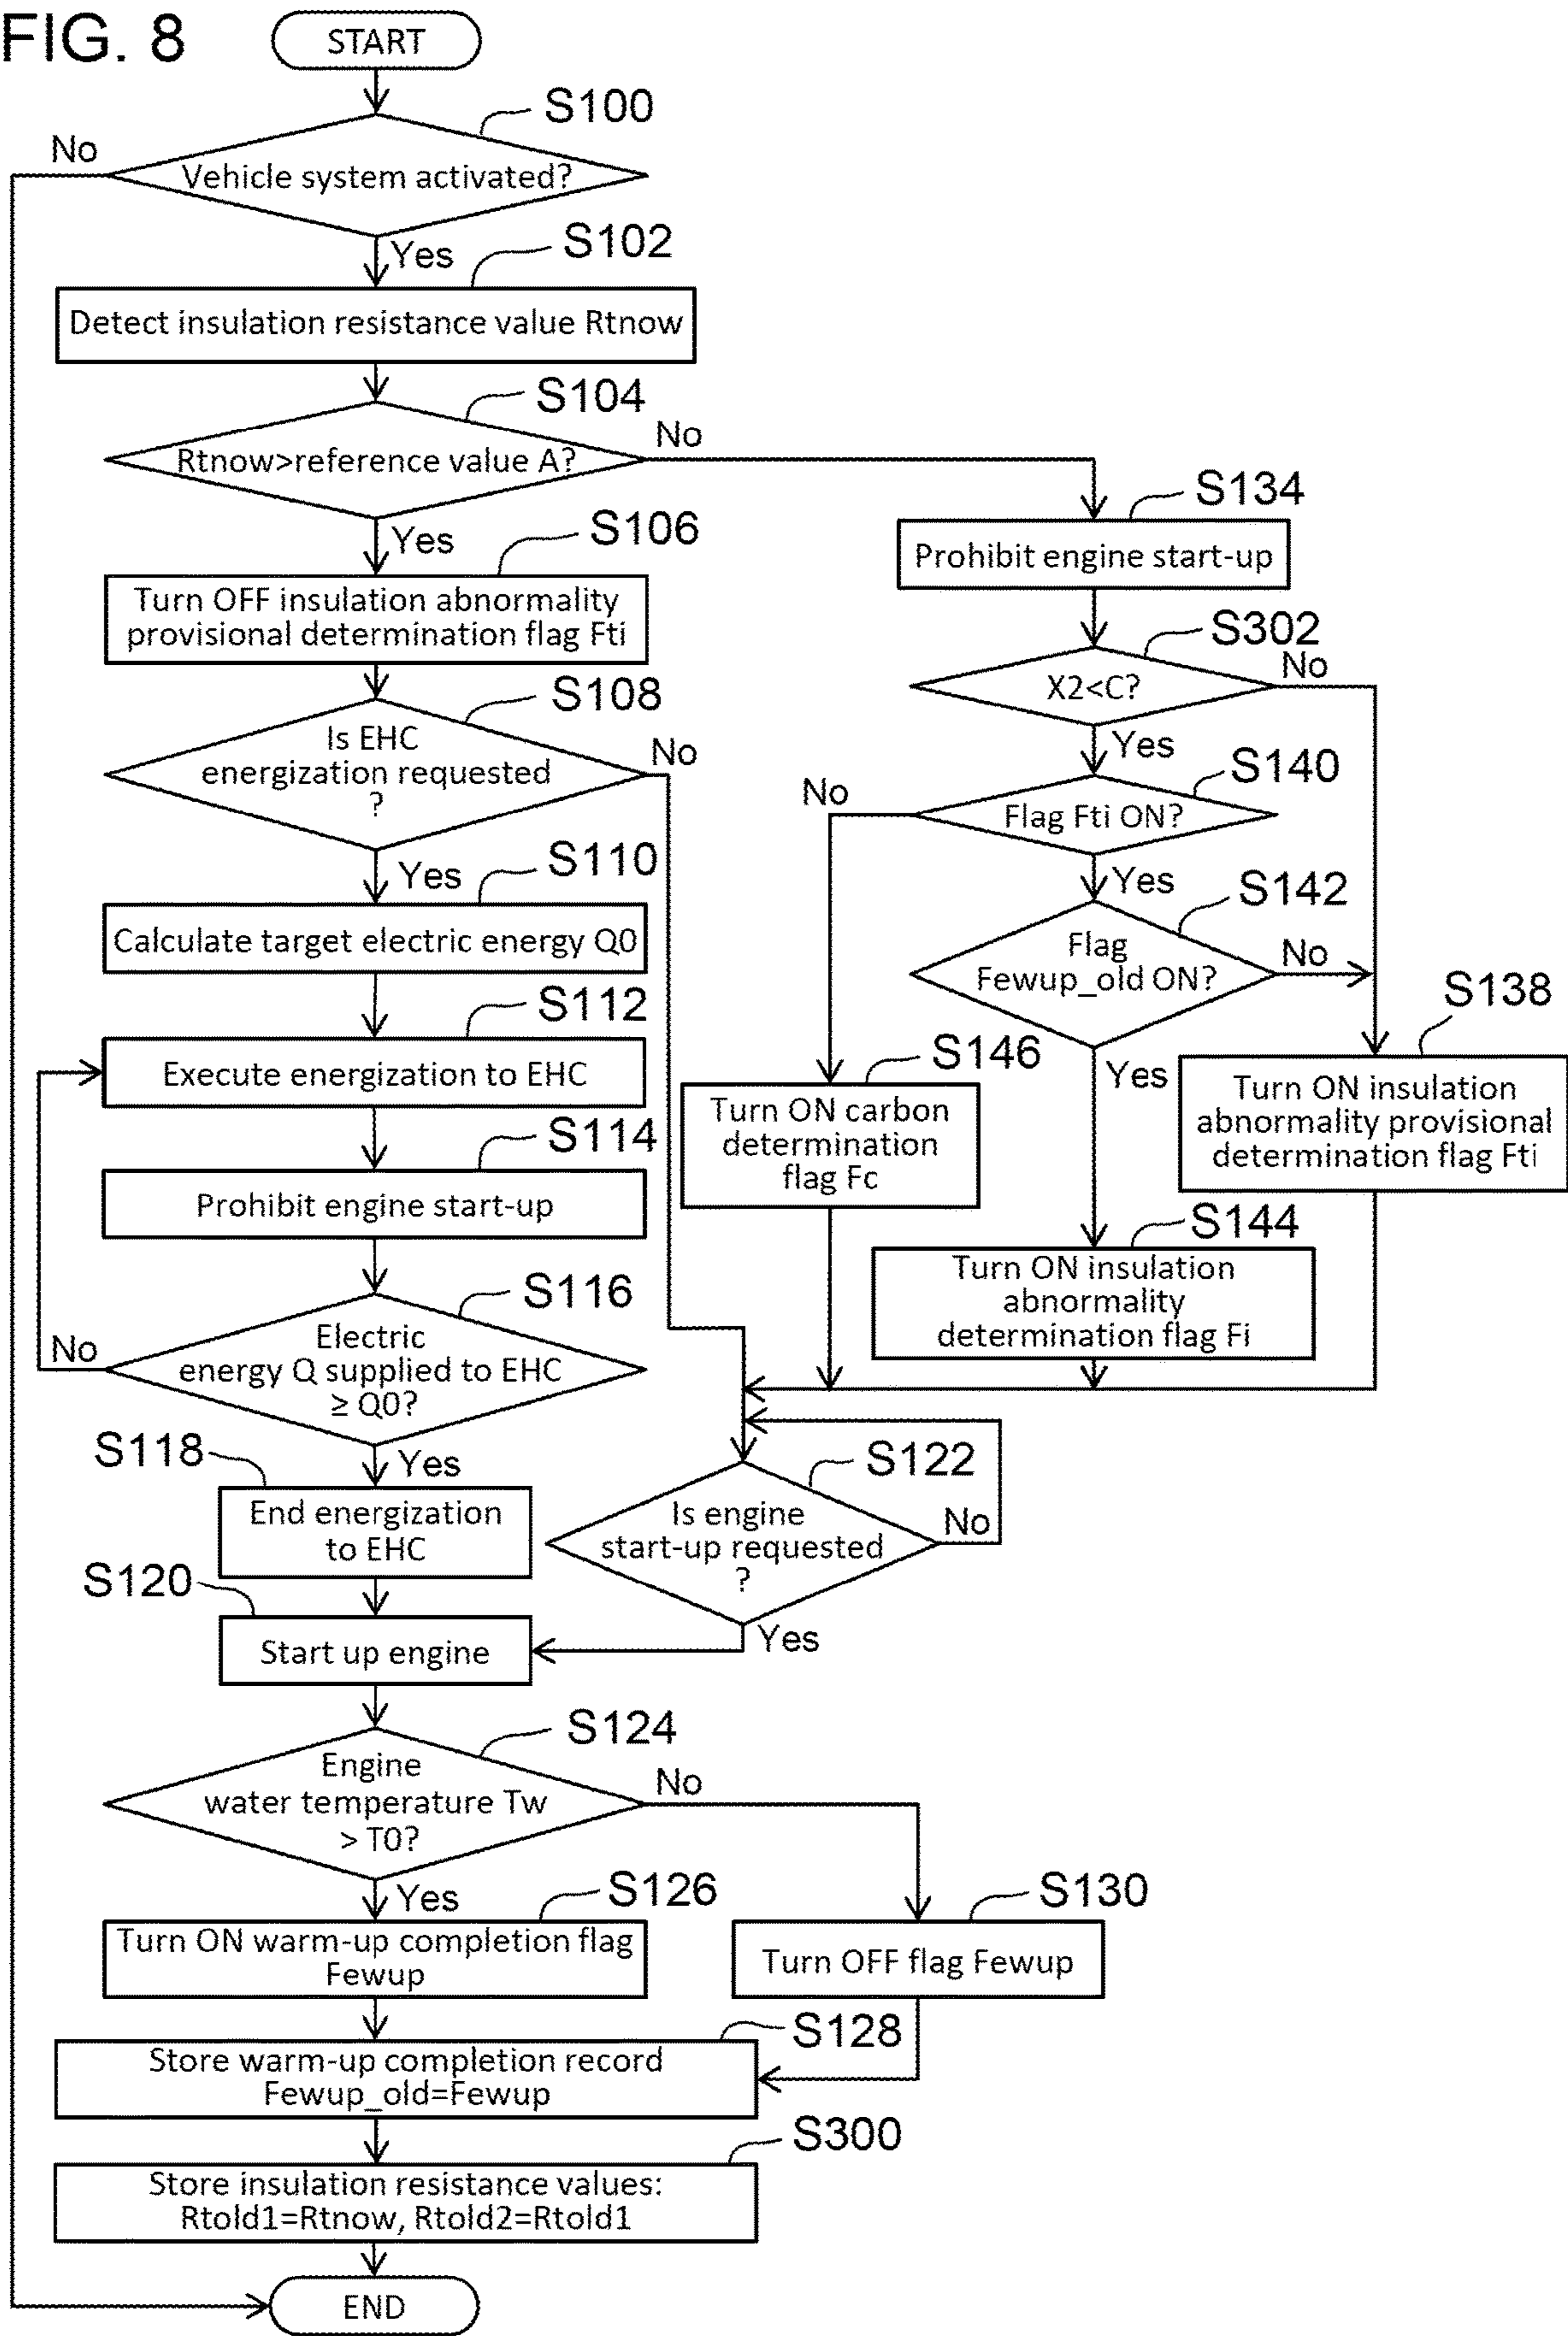 FIG. 8
START
S100
No
Vehicle system activated?
Yes
S102
Detect insulation resistance value Rtnow
S104
No
Rtnow>reference value A?
Yes
S106
Turn OFF insulation abnormality
provisional determination flag Fti
S108
Is EHC
energization requested
?
No
Yes
S110
Calculate target electric energy Q0
S112
Execute energization to EHC
S114
Prohibit engine start-up
S116
Electric
energy Q supplied to EHC
≥ Q0?
No
Yes
S118
End energization
to EHC
S120
Start up engine
S134
Prohibit engine start-up
S302
No
X2<C?
Yes
S140
No
Flag Fti ON?
Yes
S142
Flag
Fewup_old ON?
No
Yes
S138
Turn ON insulation
abnormality provisional
determination flag Fti
S146
Turn ON carbon
determination
flag Fc
S144
Turn ON insulation
abnormality
determination flag Fi
S122
Is engine
start-up requested
?
No
Yes
S124
Engine
water temperature Tw
> T0?
No
Yes
S126
Turn ON warm-up completion flag
Fewup
S130
Turn OFF flag Fewup
S128
Store warm-up completion record
Fewup_old=Fewup
S300
Store insulation resistance values:
Rtold1=Rtnow, Rtold2=Rtold1
END